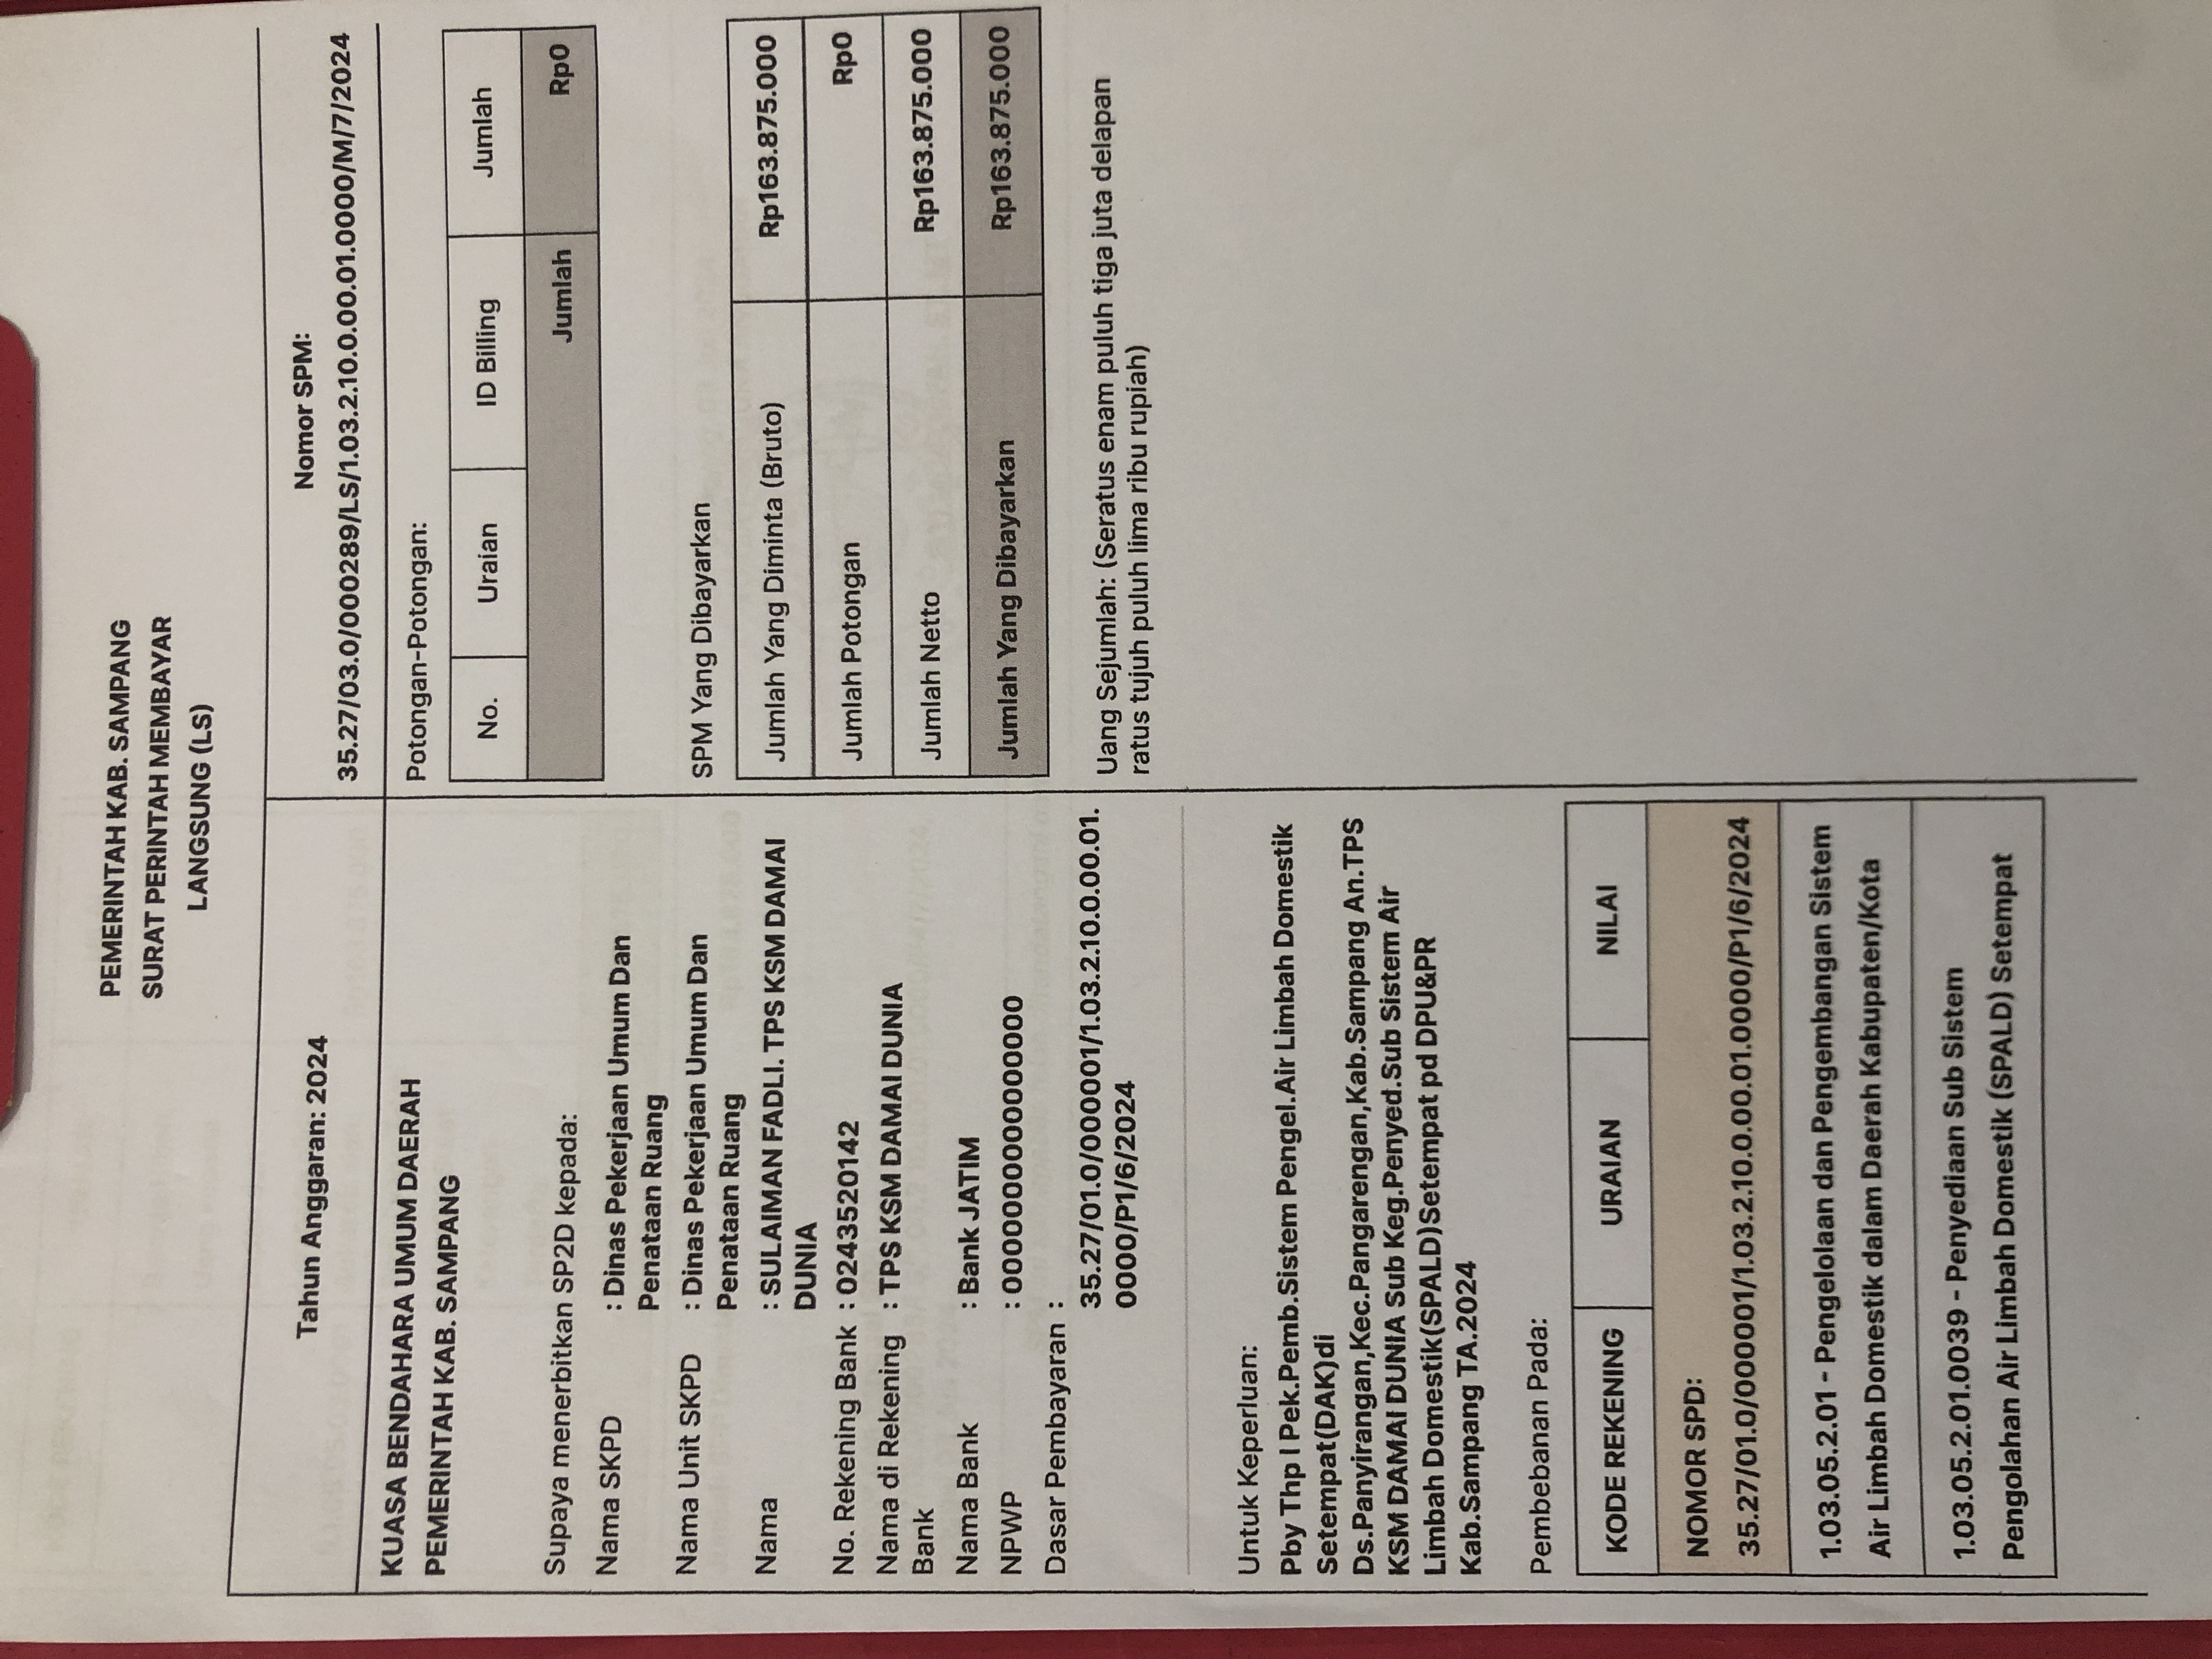 PEMERINTAH KAB. SAMPANG
SURAT PERINTAH MEMBAYAR
LANGSUNG (LS)
Tahun Anggaran: 2024
Nomor SPM:
35.27/03.0/000289/LS/1.03.2.10.0.00.01.0000/M/7/2024
KUASA BENDAHARA UMUM DAERAH
PEMERINTAH KAB. SAMPANG
Supaya menerbitkan SP2D kepada:
Nama SKPD : Dinas Pekerjaan Umum Dan
Penataan Ruang
Nama Unit SKPD : Dinas Pekerjaan Umum Dan
Penataan Ruang
Nama : SULAIMAN FADLI. TPS KSM DAMAI
DUNIA
No. Rekening Bank : 0243520142
Nama di Rekening : TPS KSM DAMAI DUNIA
Bank
Nama Bank : Bank JATIM
NPWP : 0000000000000000
Dasar Pembayaran :
35.27/01.0/000001/1.03.2.10.0.00.01.
0000/P1/6/2024
Untuk Keperluan:
Pby Thp I Pek.Pemb.Sistem Pengel.Air Limbah Domestik
Setempat(DAK)di
Ds.Panyirangan,Kec.Pangarengan,Kab.Sampang An.TPS
KSM DAMAI DUNIA Sub Keg.Penyed.Sub Sistem Air
Limbah Domestik(SPALD)Setempat pd DPU&PR
Kab.Sampang TA.2024
Pembebanan Pada:
KODE REKENING URAIAN NILAI
NOMOR SPD:
35.27/01.0/000001/1.03.2.10.0.00.01.0000/P1/6/2024
1.03.05.2.01 - Pengelolaan dan Pengembangan Sistem
Air Limbah Domestik dalam Daerah Kabupaten/Kota
1.03.05.2.01.0039 - Penyediaan Sub Sistem
Pengolahan Air Limbah Domestik (SPALD) Setempat
Potongan-Potongan:
No. Uraian ID Billing Jumlah
Jumlah Rp0
SPM Yang Dibayarkan
Jumlah Yang Diminta (Bruto) Rp163.875.000
Jumlah Potongan Rp0
Jumlah Netto Rp163.875.000
Jumlah Yang Dibayarkan Rp163.875.000
Uang Sejumlah: (Seratus enam puluh tiga juta delapan
ratus tujuh puluh lima ribu rupiah)